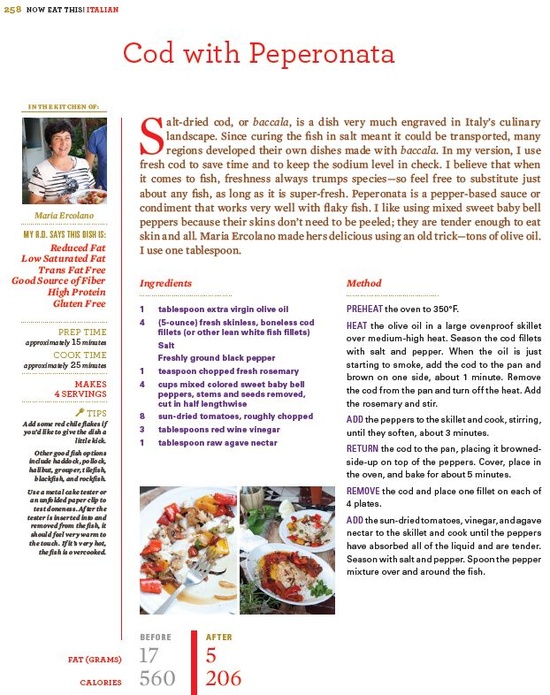 258 NOW EAT THIS! ITALIAN
Cod with Peperonata
IN THE KITCHEN OF:
Maria Ercolano
MY R.D. SAYS THIS DISH IS:
Reduced Fat
Low Saturated Fat
Trans Fat Free
Good Source of Fiber
High Protein
Gluten Free
PREP TIME
approximately 15 minutes
COOK TIME
approximately 25 minutes
MAKES
4 SERVINGS
TIPS
Add some red chile flakes if
you'd like to give the dish a
little kick.
Other good fish options
include haddock, pollock,
halibut, grouper, tilefish,
blackfish, and rockfish.
Use a metal cake tester or
an unfolded paper clip to
test doneness. After the
tester is inserted into and
removed from the fish, it
should feel very warm to
the touch. If it's very hot,
the fish is overcooked.
Salt-dried cod, or baccala, is a dish very much engraved in Italy's culinary
landscape. Since curing the fish in salt meant it could be transported, many
regions developed their own dishes made with baccala. In my version, I use
fresh cod to save time and to keep the sodium level in check. I believe that when
it comes to fish, freshness always trumps species—so feel free to substitute just
about any fish, as long as it is super-fresh. Peperonata is a pepper-based sauce or
condiment that works very well with flaky fish. I like using mixed sweet baby bell
peppers because their skins don't need to be peeled; they are tender enough to eat
skin and all. Maria Ercolano made hers delicious using an old trick—tons of olive oil.
I use one tablespoon.
Ingredients
1 tablespoon extra virgin olive oil
4 (5-ounce) fresh skinless, boneless cod
fillets (or other lean white fish fillets)
Salt
Freshly ground black pepper
1 teaspoon chopped fresh rosemary
4 cups mixed colored sweet baby bell
peppers, stems and seeds removed,
cut in half lengthwise
8 sun-dried tomatoes, roughly chopped
3 tablespoons red wine vinegar
1 tablespoon raw agave nectar
Method
PREHEAT the oven to 350°F.
HEAT the olive oil in a large ovenproof skillet
over medium-high heat. Season the cod fillets
with salt and pepper. When the oil is just
starting to smoke, add the cod to the pan and
brown on one side, about 1 minute. Remove
the cod from the pan and turn off the heat. Add
the rosemary and stir.
ADD the peppers to the skillet and cook, stirring,
until they soften, about 3 minutes.
RETURN the cod to the pan, placing it browned-
side-up on top of the peppers. Cover, place in
the oven, and bake for about 5 minutes.
REMOVE the cod and place one fillet on each of
4 plates.
ADD the sun-dried tomatoes, vinegar, and agave
nectar to the skillet and cook until the peppers
have absorbed all of the liquid and are tender.
Season with salt and pepper. Spoon the pepper
mixture over and around the fish.
BEFORE AFTER
FAT (GRAMS) 17 5
CALORIES 560 206